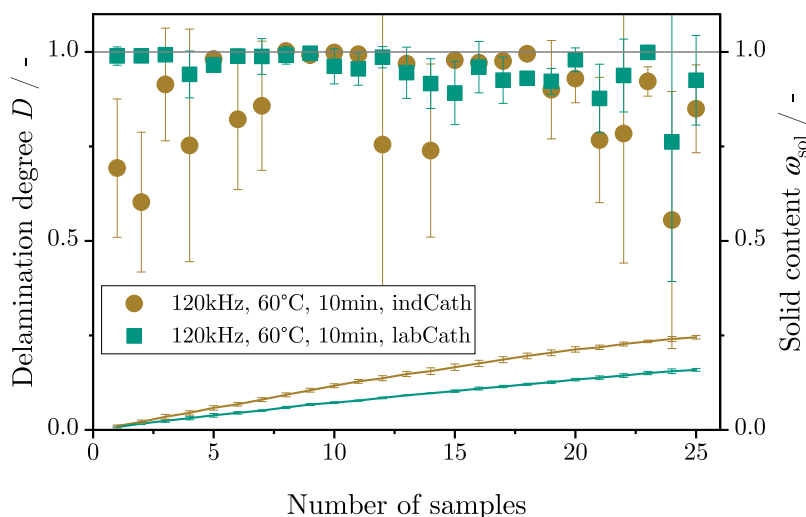 Delamination degree D / -
1.0
0.5
0.0
120kHz, 60°C, 10min, indCath
120kHz, 60°C, 10min, labCath
0
5
10
15
20
25
Number of samples
1.0
0.5
0.0
Solid content ω_sol / -